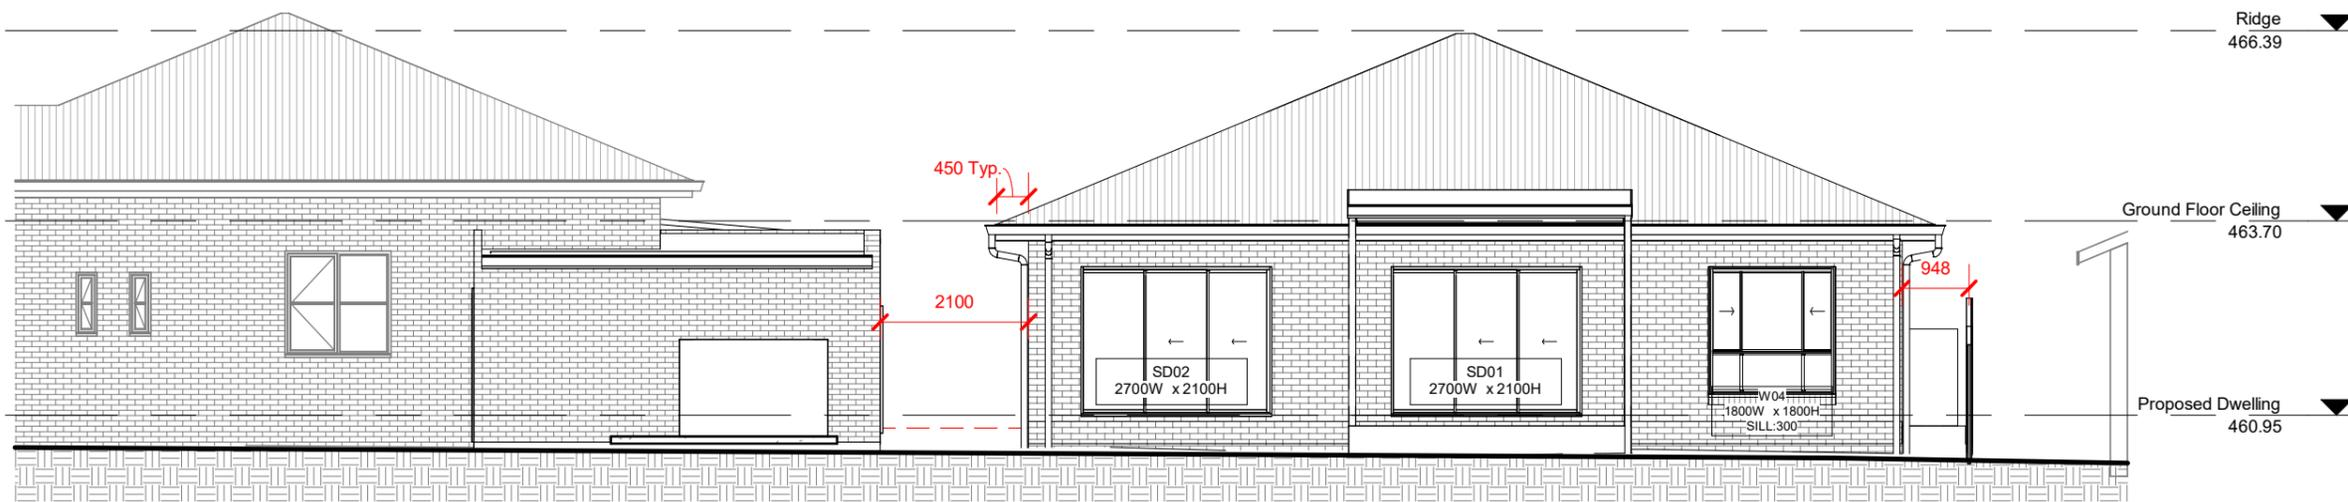 Ridge
466.39
450 Typ.
Ground Floor Ceiling
463.70
948
2100
SD02
2700W x 2100H
SD01
2700W x 2100H
W04
1800W x 1800H
SILL:300
Proposed Dwelling
460.95